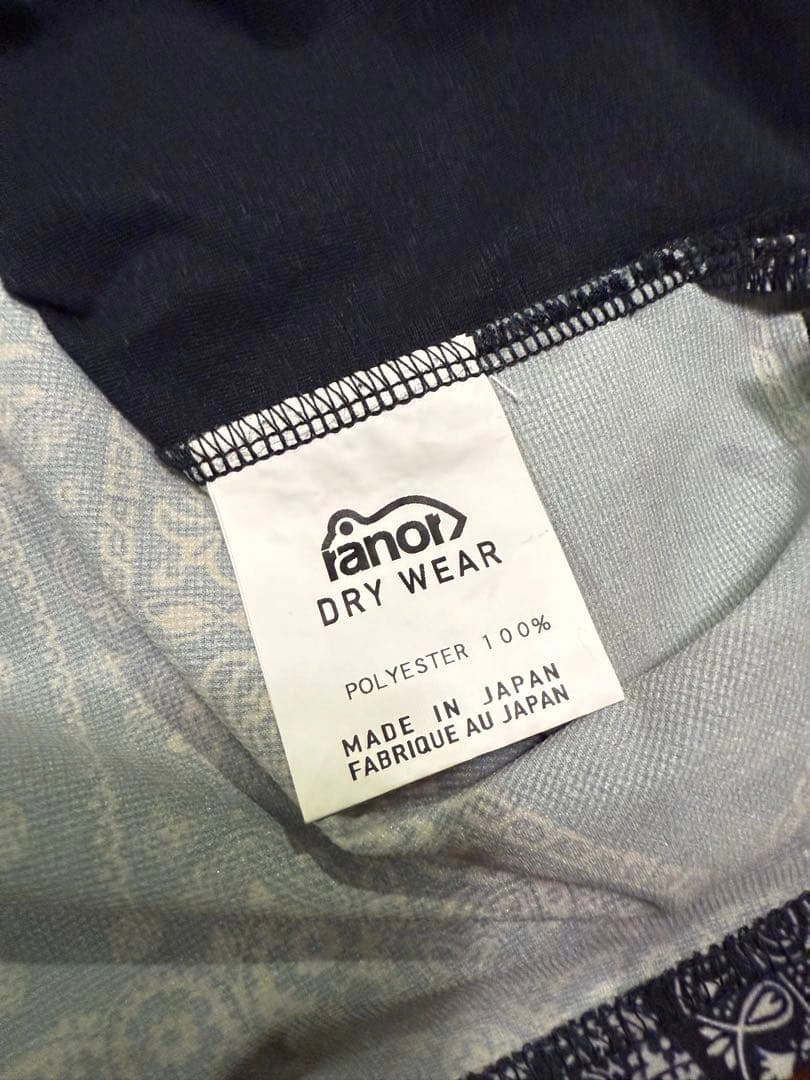 ranor
DRY WEAR
POLYESTER 100%
MADE IN JAPAN
FABRIQUE AU JAPAN